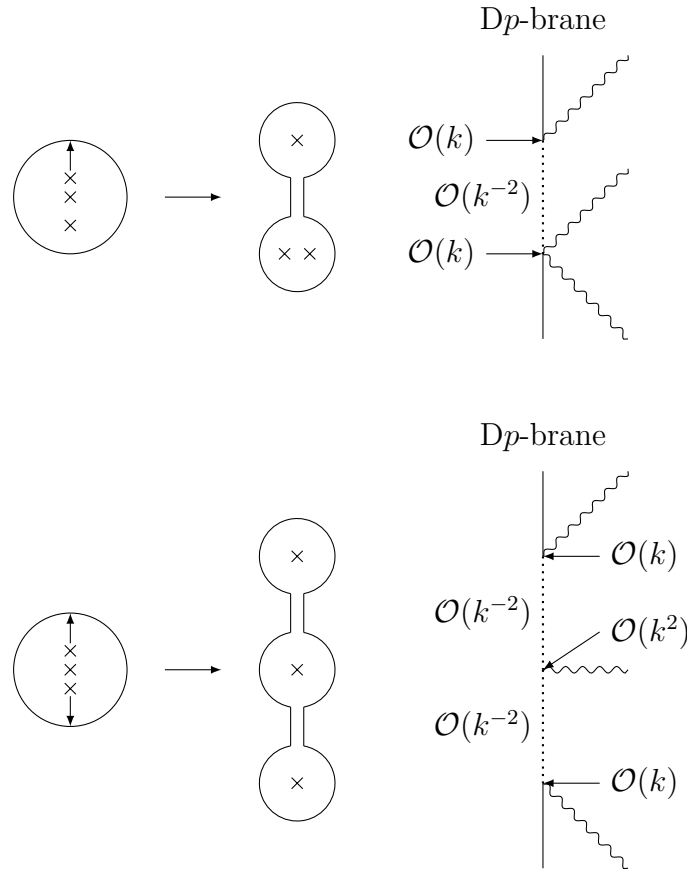 Dp-brane
𝒪(k)
𝒪(k⁻²)
𝒪(k)
Dp-brane
𝒪(k)
𝒪(k⁻²)
𝒪(k²)
𝒪(k⁻²)
𝒪(k)